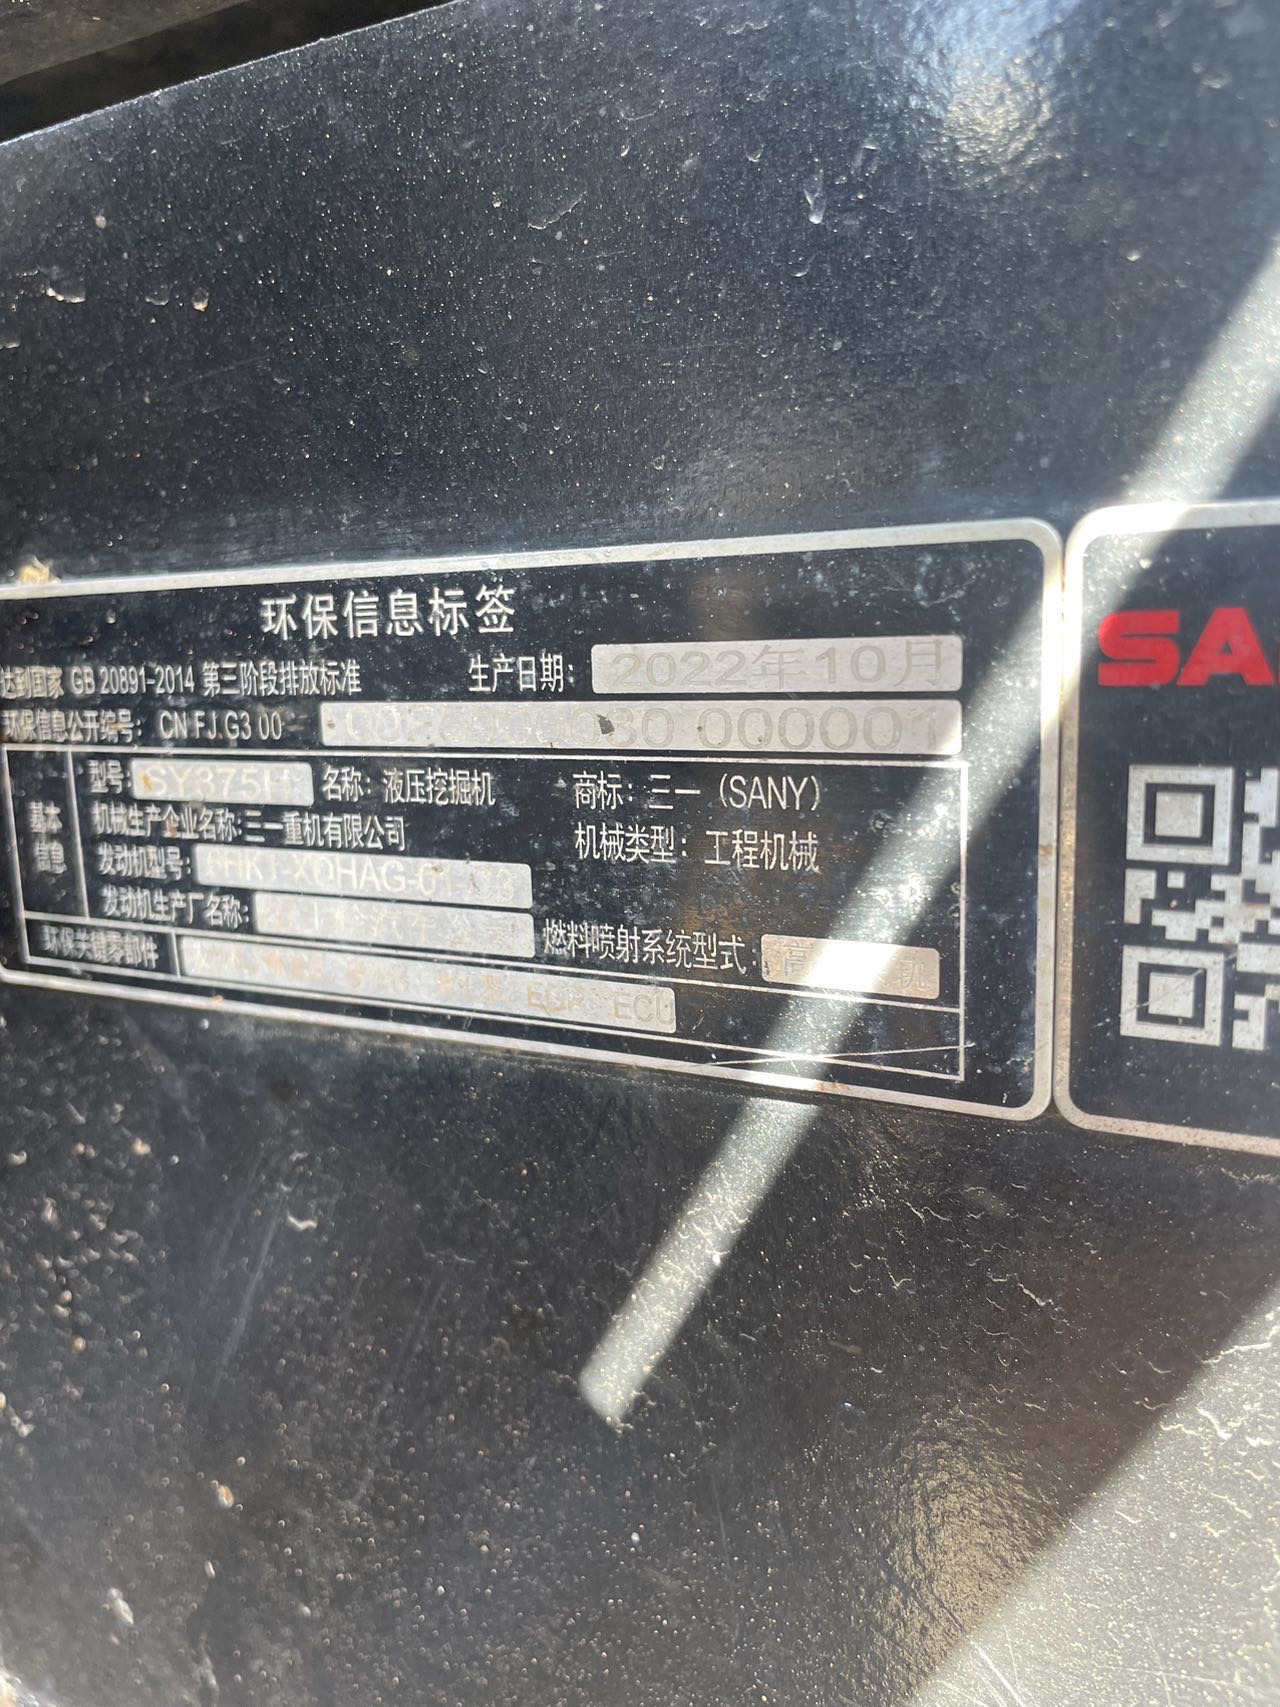 环保信息标签
达到国家 GB 20891-2014 第三阶段排放标准 生产日期: 2022年10月
环保信息公开编号: CN FJ G3 00 000001
基本信息
型号: SY375H 名称: 液压挖掘机 商标: 三一 (SANY)
机械生产企业名称: 三一重机有限公司 机械类型: 工程机械
发动机型号:
发动机生产厂名称: 燃料喷射系统型式:
环保关键零部件 ECU
SA